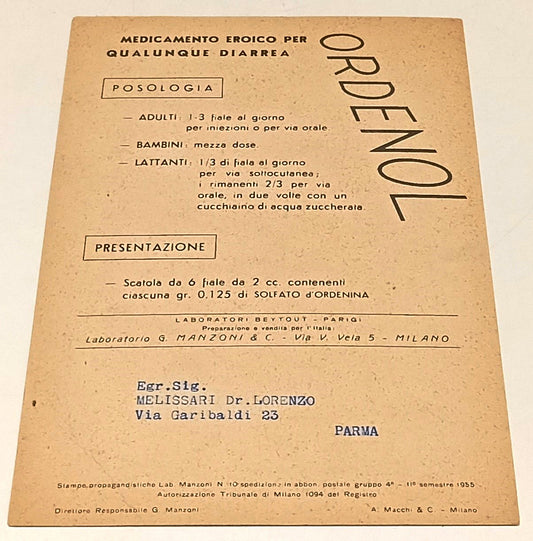 MEDICAMENTO EROICO PER
QUALUNQUE DIARREA
ORDENOL
POSOLOGIA
— ADULTI: 1-3 fiale al giorno
per iniezioni o per via orale.
— BAMBINI: mezza dose.
— LATTANTI: 1/3 di fiala al giorno
per via sottocutanea;
i rimanenti 2/3 per via
orale, in due volte con un
cucchiaino di acqua zuccherata.
PRESENTAZIONE
— Scatola da 6 fiale da 2 cc. contenenti
ciascuna gr. 0,125 di SOLFATO d'ORDENINA
LABORATORI BEYTOUT - PARIGI
Preparazione e vendita per l'Italia:
Laboratorio G. MANZONI & C. - Via V. Vela 5 - MILANO
Egr.Sig.
MELISSARI Dr.LORENZO
Via Garibaldi 23
PARMA
Stampe propagandistiche Lab. Manzoni N. 10 spedizione in abbon. postale gruppo 4° - 11° semestre 1955
Autorizzazione Tribunale di Milano 1094 del Registro
Direttore Responsabile G. Manzoni
A. Macchi & C. - Milano